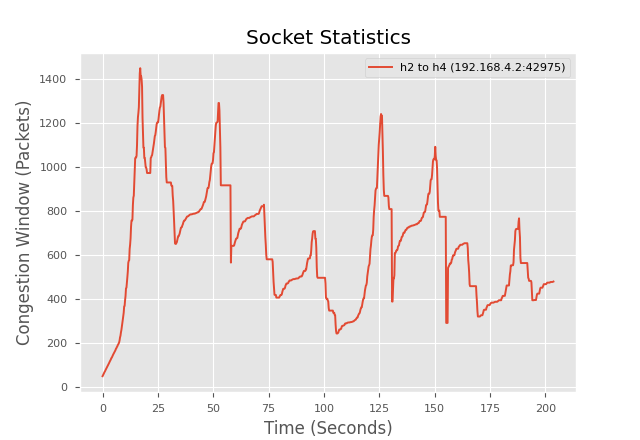 Socket Statistics
h2 to h4 (192.168.4.2:42975)
Congestion Window (Packets)
1400
1200
1000
800
600
400
200
0
0 25 50 75 100 125 150 175 200
Time (Seconds)